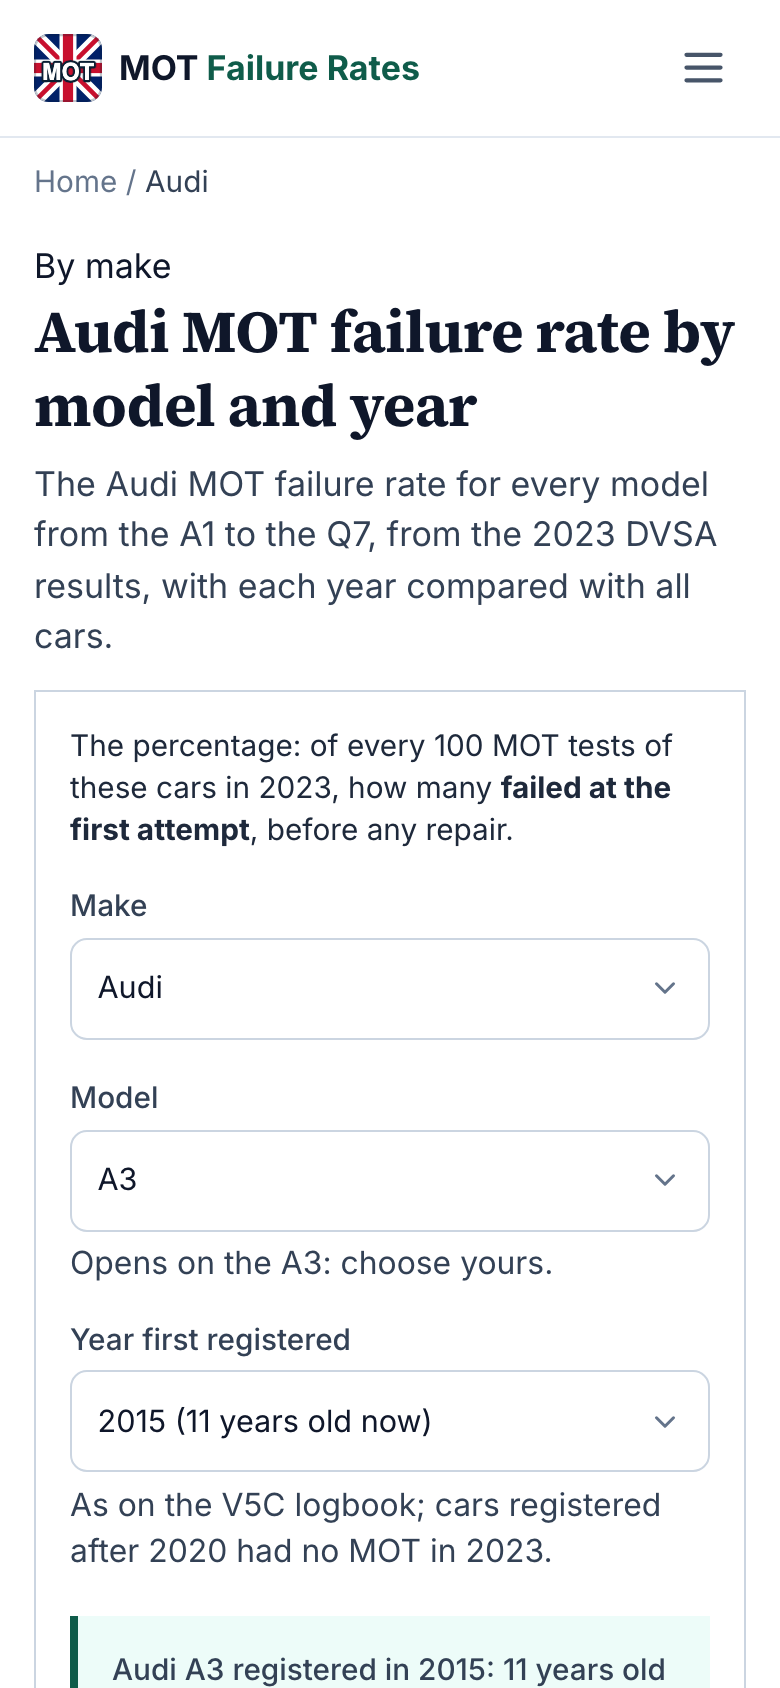 MOT
MOT Failure Rates
Home / Audi
By make
Audi MOT failure rate by
model and year
The Audi MOT failure rate for every model
from the A1 to the Q7, from the 2023 DVSA
results, with each year compared with all
cars.
The percentage: of every 100 MOT tests of
these cars in 2023, how many failed at the
first attempt, before any repair.
Make
Audi
Model
A3
Opens on the A3: choose yours.
Year first registered
2015 (11 years old now)
As on the V5C logbook; cars registered
after 2020 had no MOT in 2023.
Audi A3 registered in 2015: 11 years old